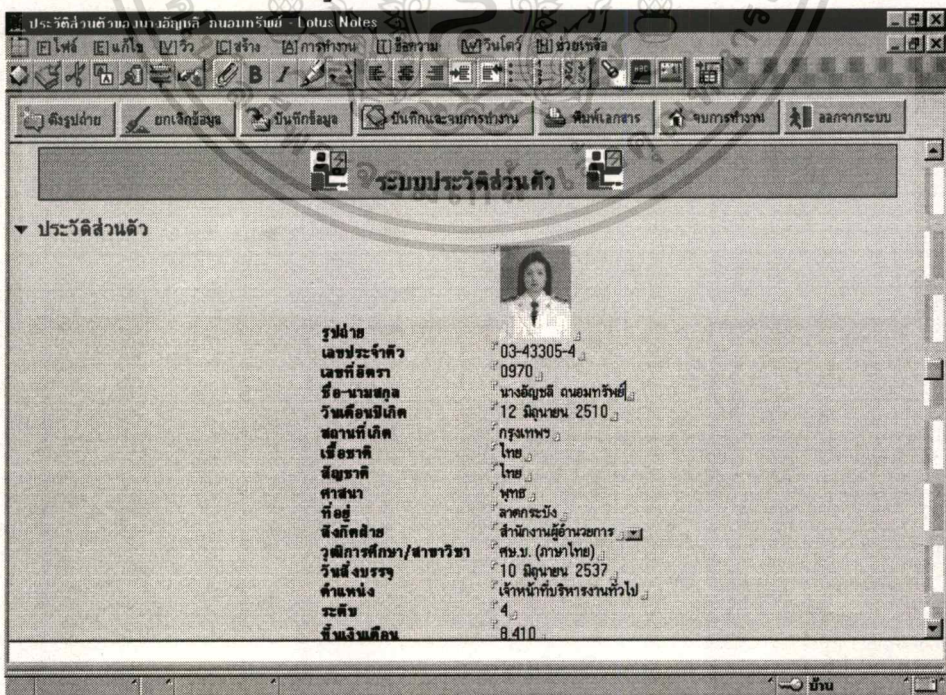 ประวัติส่วนตัวของนางอัญชลี ถนอมทรัพย์ - Lotus Notes
[F]ไฟล์ [E]แก้ไข [V]วิว [C]สร้าง [A]การทำงาน [T]ข้อความ [W]วินโดว์ [H]ช่วยเหลือ
ดึงรูปถ่าย ยกเลิกข้อมูล บันทึกข้อมูล บันทึกและจบการทำงาน พิมพ์เอกสาร จบการทำงาน ออกจากระบบ
ระบบประวัติส่วนตัว
ประวัติส่วนตัว
รูปถ่าย
เลขประจำตัว 03-43305-4
เลขที่อัตรา 0970
ชื่อ-นามสกุล นางอัญชลี ถนอมทรัพย์
วันเดือนปีเกิด 12 มิถุนายน 2510
สถานที่เกิด กรุงเทพฯ
เชื้อชาติ ไทย
สัญชาติ ไทย
ศาสนา พุทธ
ที่อยู่ ลาดกระบัง
สังกัดฝ่าย สำนักงานผู้อำนวยการ
วุฒิการศึกษา/สาขาวิชา ศษ.บ. (ภาษาไทย)
วันสั่งบรรจุ 10 มิถุนายน 2537
ตำแหน่ง เจ้าหน้าที่บริหารงานทั่วไป
ระดับ 4
ขั้นเงินเดือน 8,410
บ้าน